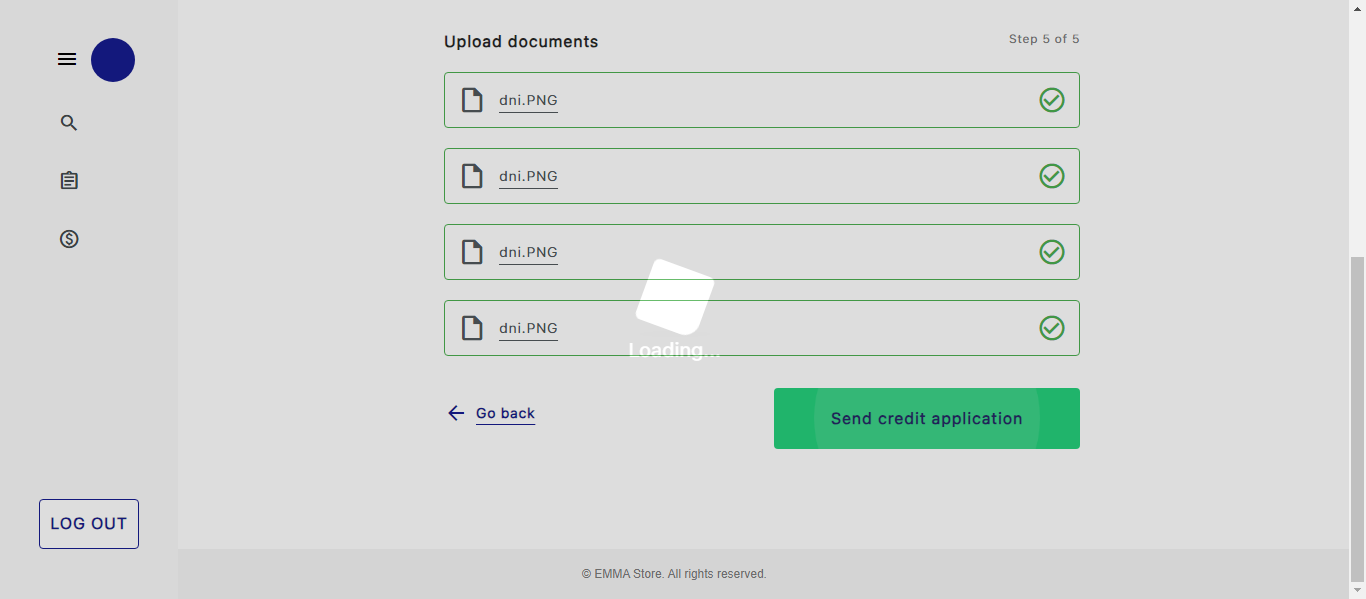 Upload documents
Step 5 of 5
dni.PNG
dni.PNG
dni.PNG
dni.PNG
Loading...
Go back
Send credit application
LOG OUT
© EMMA Store. All rights reserved.